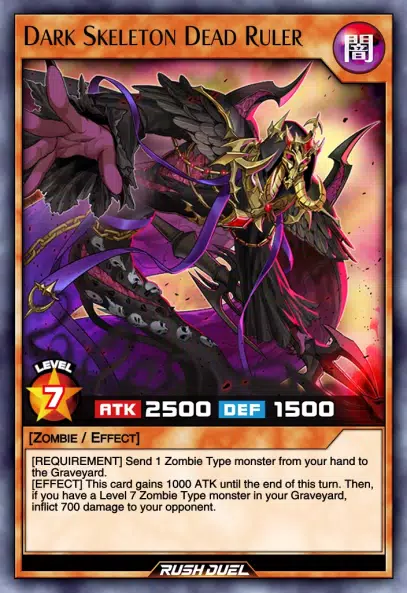 Dark Skeleton Dead Ruler
闇
LEVEL
7
ATK 2500 DEF 1500
[Zombie / Effect]
[REQUIREMENT] Send 1 Zombie Type monster from your hand to
the Graveyard.
[EFFECT] This card gains 1000 ATK until the end of this turn. Then,
if you have a Level 7 Zombie Type monster in your Graveyard,
inflict 700 damage to your opponent.
RUSH DUEL